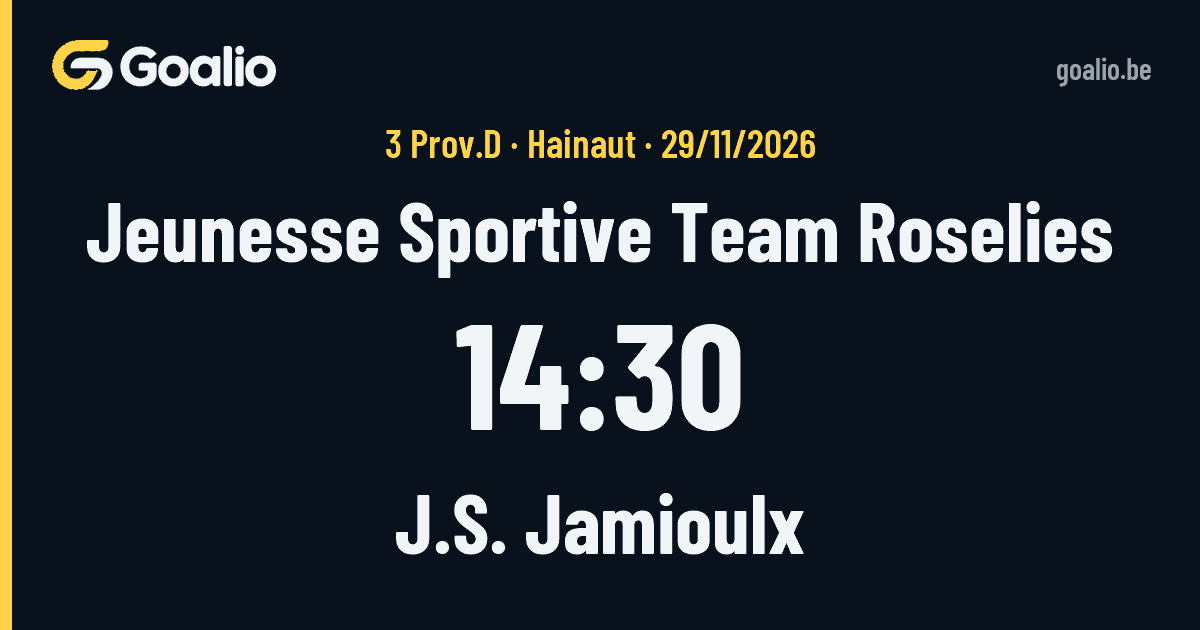 Goalio
goalio.be
3 Prov.D · Hainaut · 29/11/2026
Jeunesse Sportive Team Roselies
14:30
J.S. Jamioulx